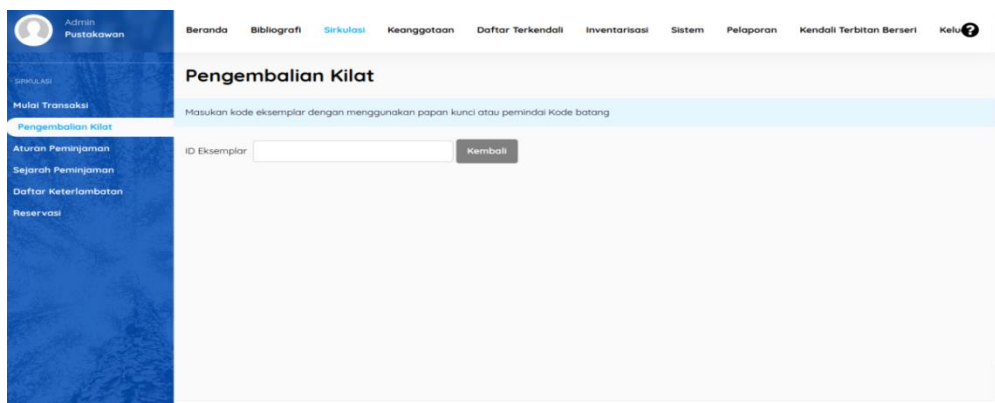 Admin
Pustakawan
Beranda Bibliografi Sirkulasi Keanggotaan Daftar Terkendali Inventarisasi Sistem Pelaporan Kendali Terbitan Berseri Kelu?
SIRKULASI
Mulai Transaksi
Pengembalian Kilat
Aturan Peminjaman
Sejarah Peminjaman
Daftar Keterlambatan
Reservasi
Pengembalian Kilat
Masukan kode eksemplar dengan menggunakan papan kunci atau pemindai Kode batang
ID Eksemplar Kembali